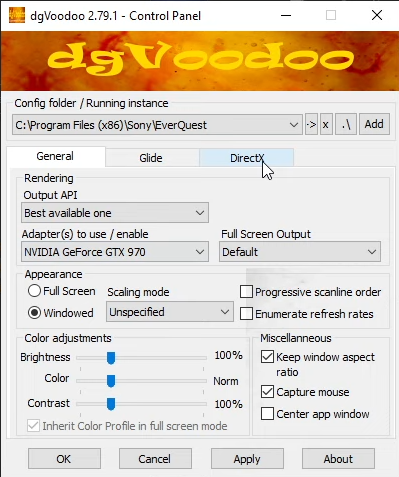 dgVoodoo 2.79.1 - Control Panel
dgVoodoo
Config folder / Running instance
C:\Program Files (x86)\Sony\EverQuest -> x .\ Add
General Glide DirectX
Rendering
Output API
Best available one
Adapter(s) to use / enable Full Screen Output
NVIDIA GeForce GTX 970 Default
Appearance
Full Screen Scaling mode Progressive scanline order
Windowed Unspecified Enumerate refresh rates
Color adjustments Miscellaneous
Brightness 100% Keep window aspect
ratio
Color Norm Capture mouse
Contrast 100% Center app window
Inherit Color Profile in full screen mode
OK Cancel Apply About